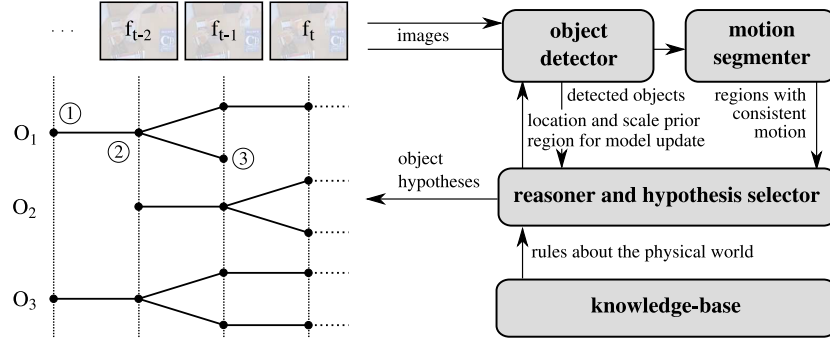 . . .
f_{t-2}
f_{t-1}
f_t
O_1
①
②
③
O_2
O_3
images
object
hypotheses
object
detector
motion
segmenter
detected objects
location and scale prior
region for model update
regions with
consistent
motion
reasoner and hypothesis selector
rules about the physical world
knowledge-base